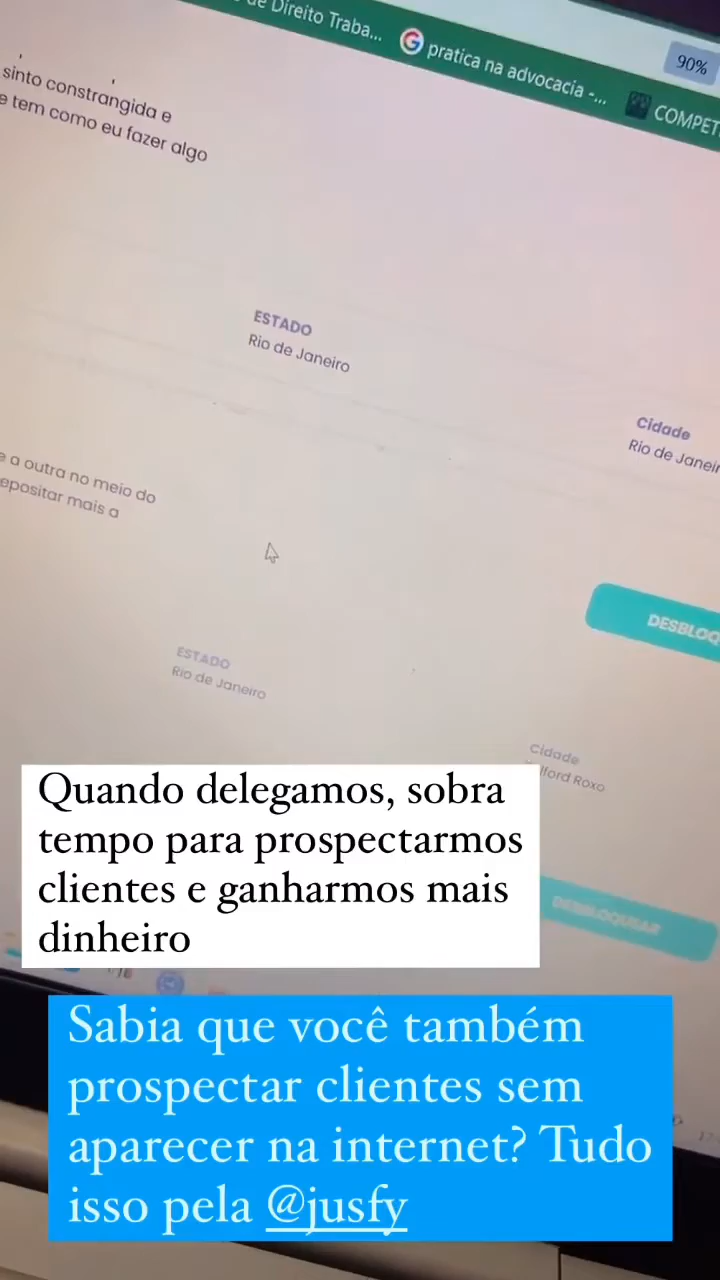 de Direito Traba...
pratica na advocacia -...
90%
COMPET
sinto constrangida e
e tem como eu fazer algo
ESTADO
Rio de Janeiro
Cidade
Rio de Janeir
e a outra no meio do
epositar mais a
DESBLOQ
ESTADO
Rio de Janeiro
Cidade
lford Roxo
DESBLOQUEAR
Quando delegamos, sobra
tempo para prospectarmos
clientes e ganharmos mais
dinheiro
Sabia que você também
prospectar clientes sem
aparecer na internet? Tudo
isso pela @jusfy